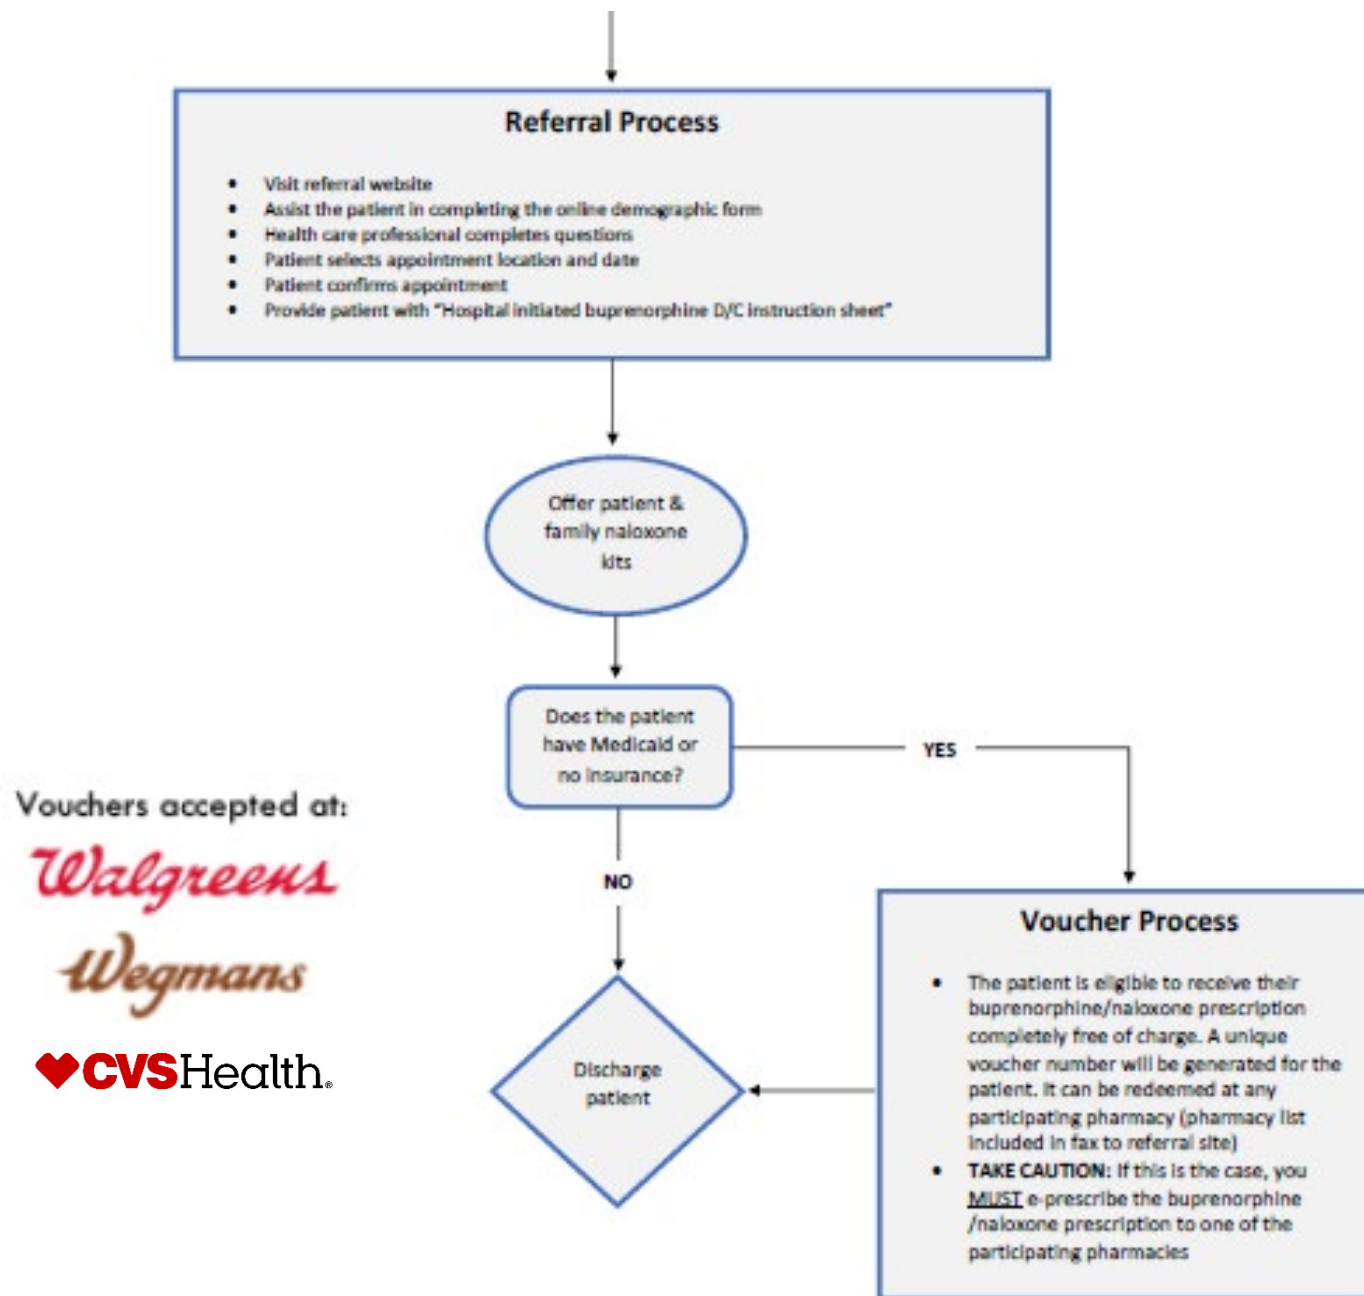 Referral Process
• Visit referral website
• Assist the patient in completing the online demographic form
• Health care professional completes questions
• Patient selects appointment location and date
• Patient confirms appointment
• Provide patient with “Hospital initiated buprenorphine D/C instruction sheet”
Offer patient &
family naloxone
kits
Does the patient
have Medicaid or
no insurance?
YES
NO
Vouchers accepted at:
Walgreens
Wegmans
CVSHealth®
Discharge
patient
Voucher Process
• The patient is eligible to receive their
buprenorphine/naloxone prescription
completely free of charge. A unique
voucher number will be generated for the
patient. It can be redeemed at any
participating pharmacy (pharmacy list
included in fax to referral site)
• TAKE CAUTION: If this is the case, you
MUST e-prescribe the buprenorphine
/naloxone prescription to one of the
participating pharmacies